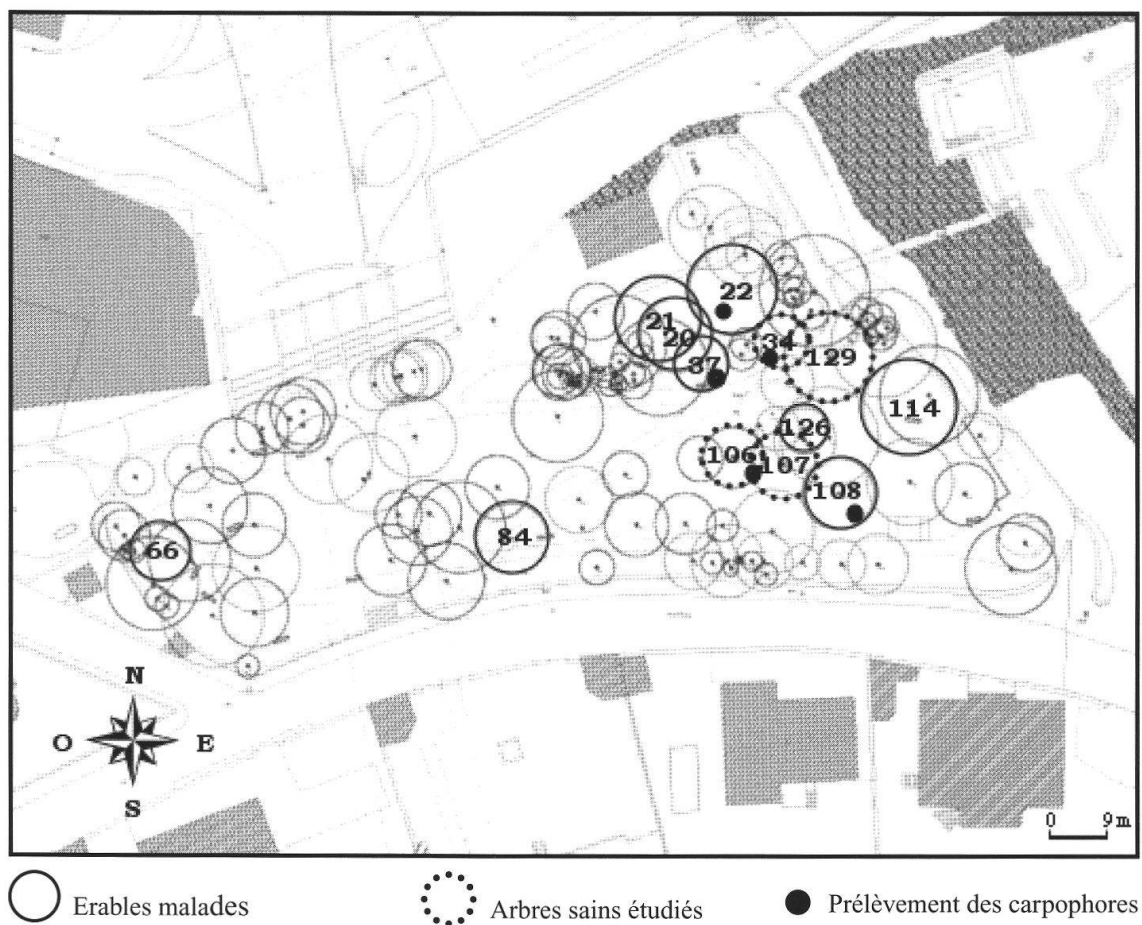 22
21
20
34
129
37
114
126
106
107
108
66
84
N
O E
S
0 9m
Erables malades
Arbres sains étudiés
Prélèvement des carpophores